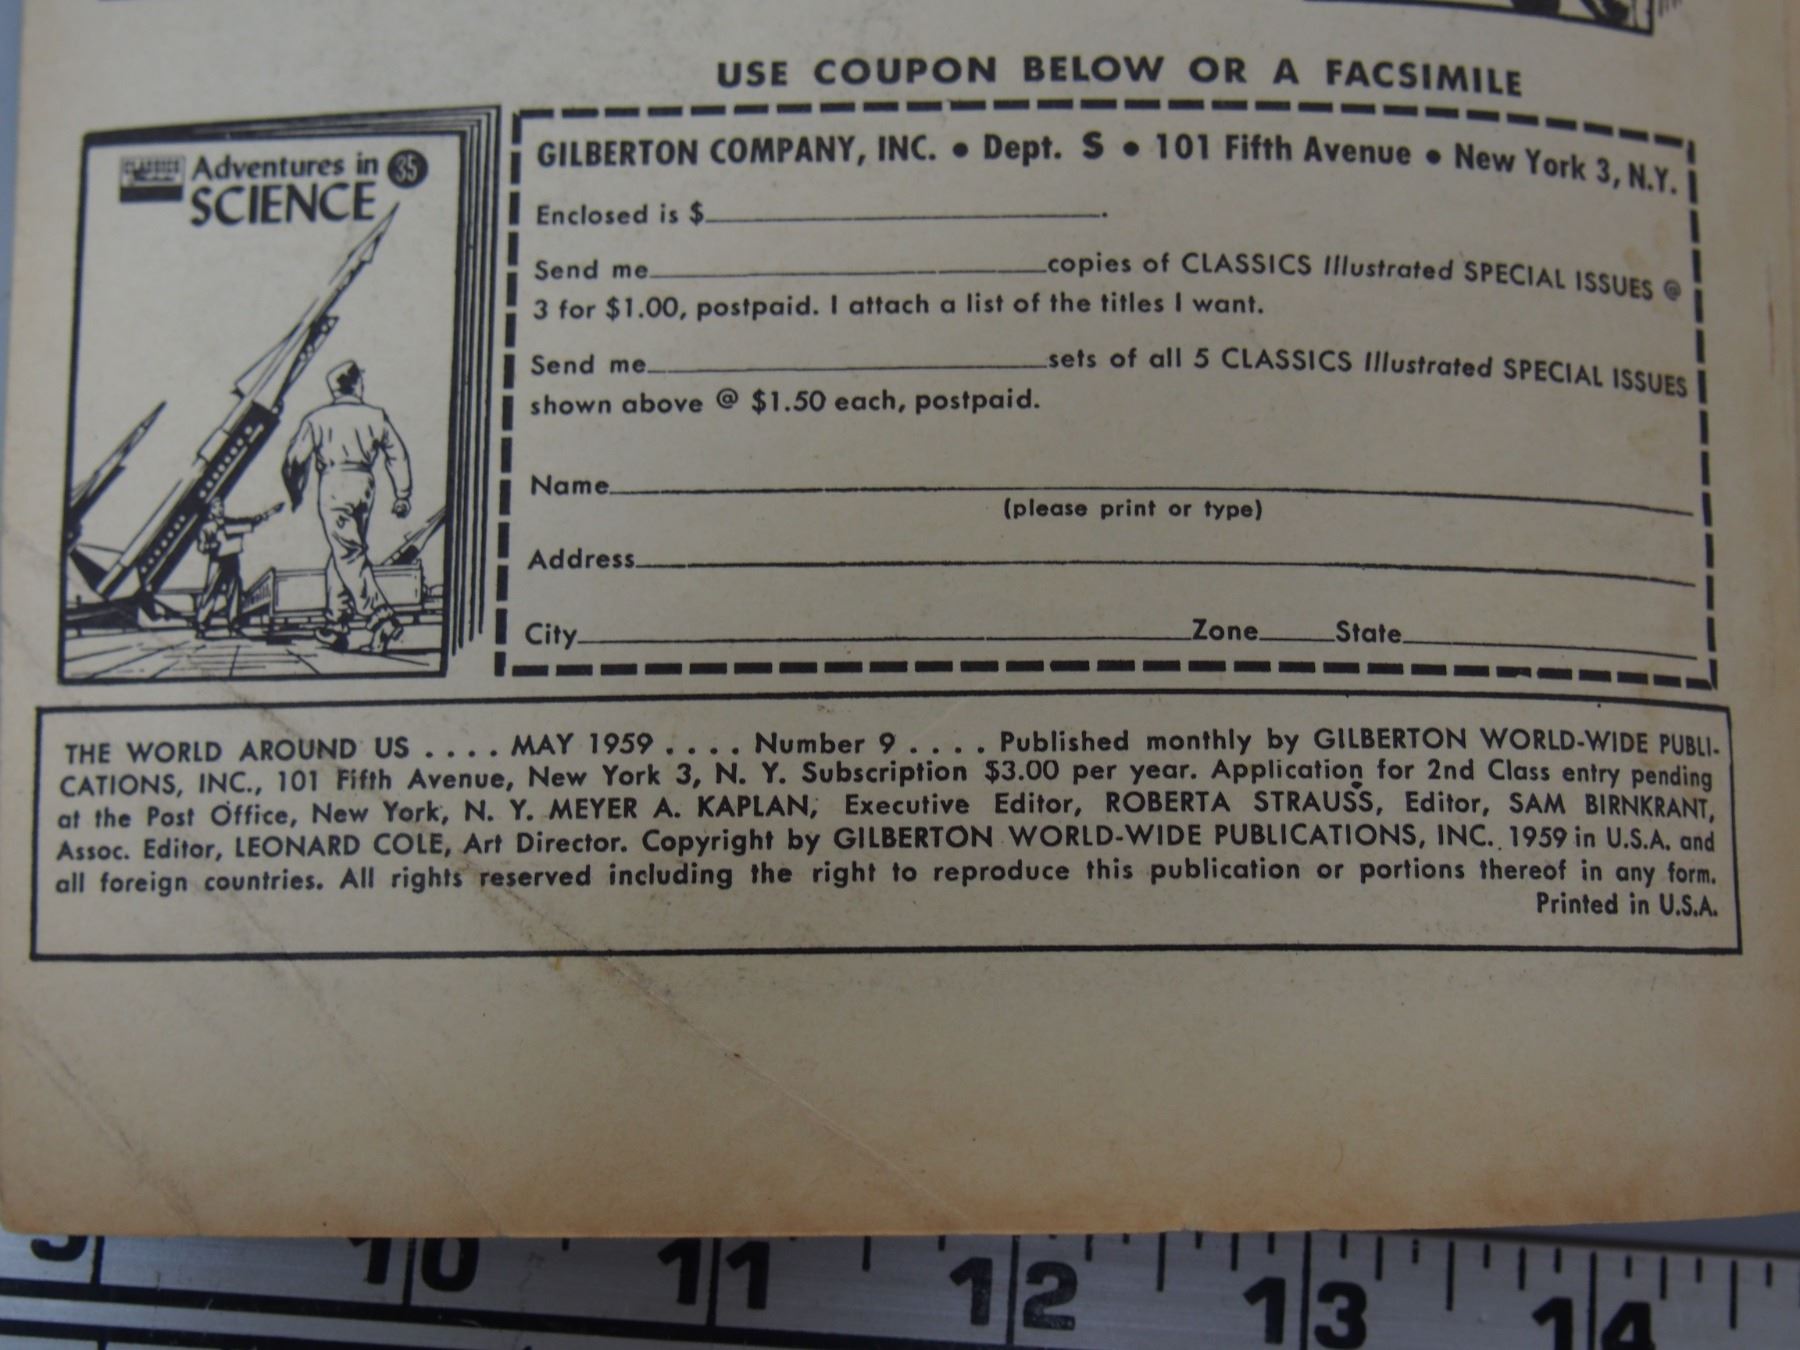 USE COUPON BELOW OR A FACSIMILE
CLASSICS
Adventures in 35
SCIENCE
GILBERTON COMPANY, INC. • Dept. S • 101 Fifth Avenue • New York 3, N.Y.
Enclosed is $
Send me copies of CLASSICS Illustrated SPECIAL ISSUES @
3 for $1.00, postpaid. I attach a list of the titles I want.
Send me sets of all 5 CLASSICS Illustrated SPECIAL ISSUES
shown above @ $1.50 each, postpaid.
Name
(please print or type)
Address
City Zone State
THE WORLD AROUND US .... MAY 1959 .... Number 9 .... Published monthly by GILBERTON WORLD-WIDE PUBLI-
CATIONS, INC., 101 Fifth Avenue, New York 3, N. Y. Subscription $3.00 per year. Application for 2nd Class entry pending
at the Post Office, New York, N. Y. MEYER A. KAPLAN, Executive Editor, ROBERTA STRAUSS, Editor, SAM BIRNKRANT,
Assoc. Editor, LEONARD COLE, Art Director. Copyright by GILBERTON WORLD-WIDE PUBLICATIONS, INC. 1959 in U.S.A. and
all foreign countries. All rights reserved including the right to reproduce this publication or portions thereof in any form.
Printed in U.S.A.
9 10 11 12 13 14